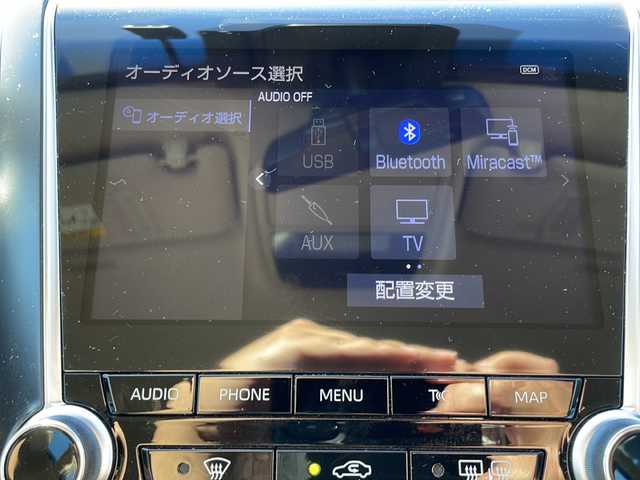 オーディオソース選択
DCM
オーディオ選択
AUDIO OFF
USB
Bluetooth
Miracast™
AUX
TV
配置変更
AUDIO
PHONE
MENU
MAP